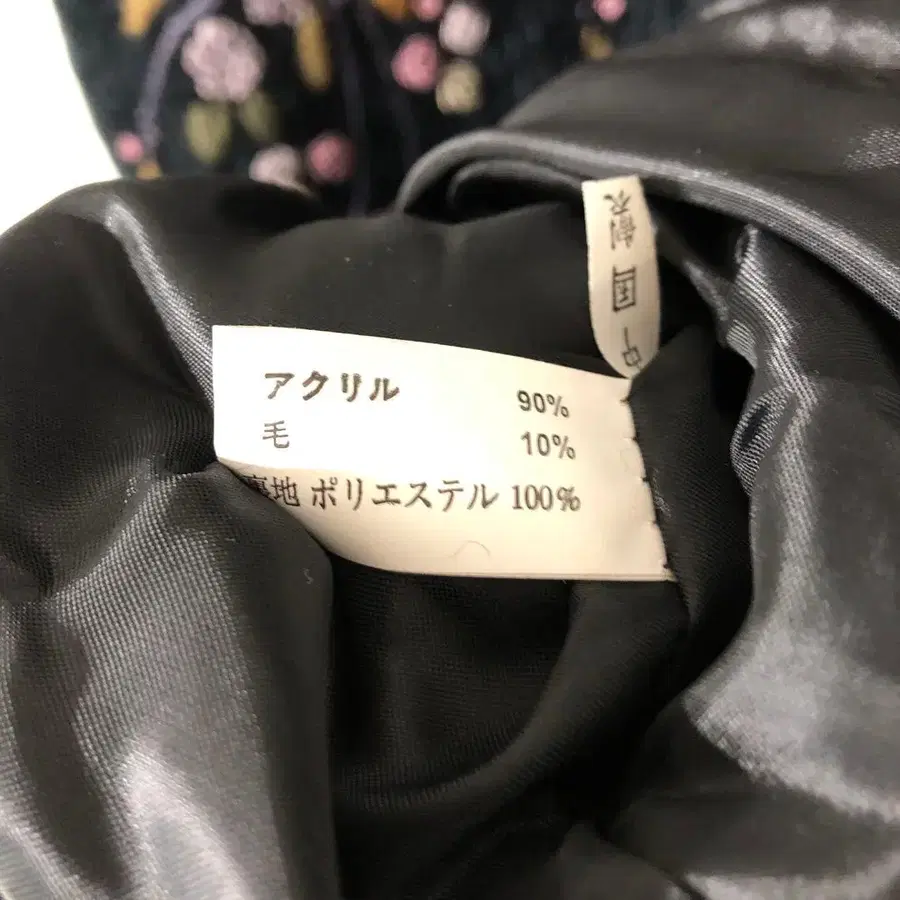 アクリル 90%
毛 10%
裏地 ポリエステル 100%
中国製